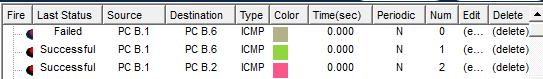 Fire Last Status Source Destination Type Color Time(sec) Periodic Num Edit Delete
Failed PC B.1 PC B.6 ICMP 0.000 N 0 (e... (delete)
Successful PC B.1 PC B.6 ICMP 0.000 N 1 (e... (delete)
Successful PC B.1 PC B.2 ICMP 0.000 N 2 (e... (delete)